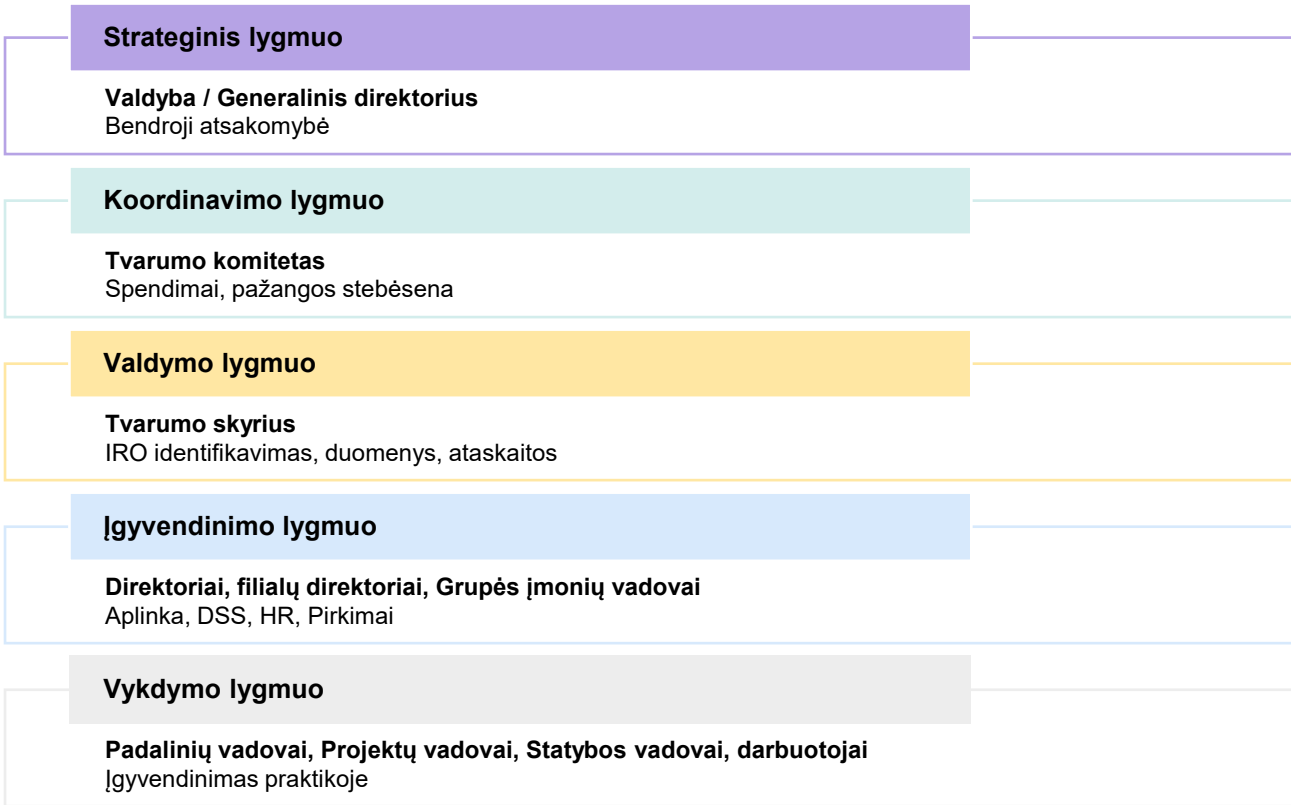 Strateginis lygmuo
Valdyba / Generalinis direktorius
Bendroji atsakomybė
Koordinavimo lygmuo
Tvarumo komitetas
Spendimai, pažangos stebėsena
Valdymo lygmuo
Tvarumo skyrius
IRO identifikavimas, duomenys, ataskaitos
Įgyvendinimo lygmuo
Direktoriai, filialų direktoriai, Grupės įmonių vadovai
Aplinka, DSS, HR, Pirkimai
Vykdymo lygmuo
Padalinių vadovai, Projektų vadovai, Statybos vadovai, darbuotojai
Įgyvendinimas praktikoje